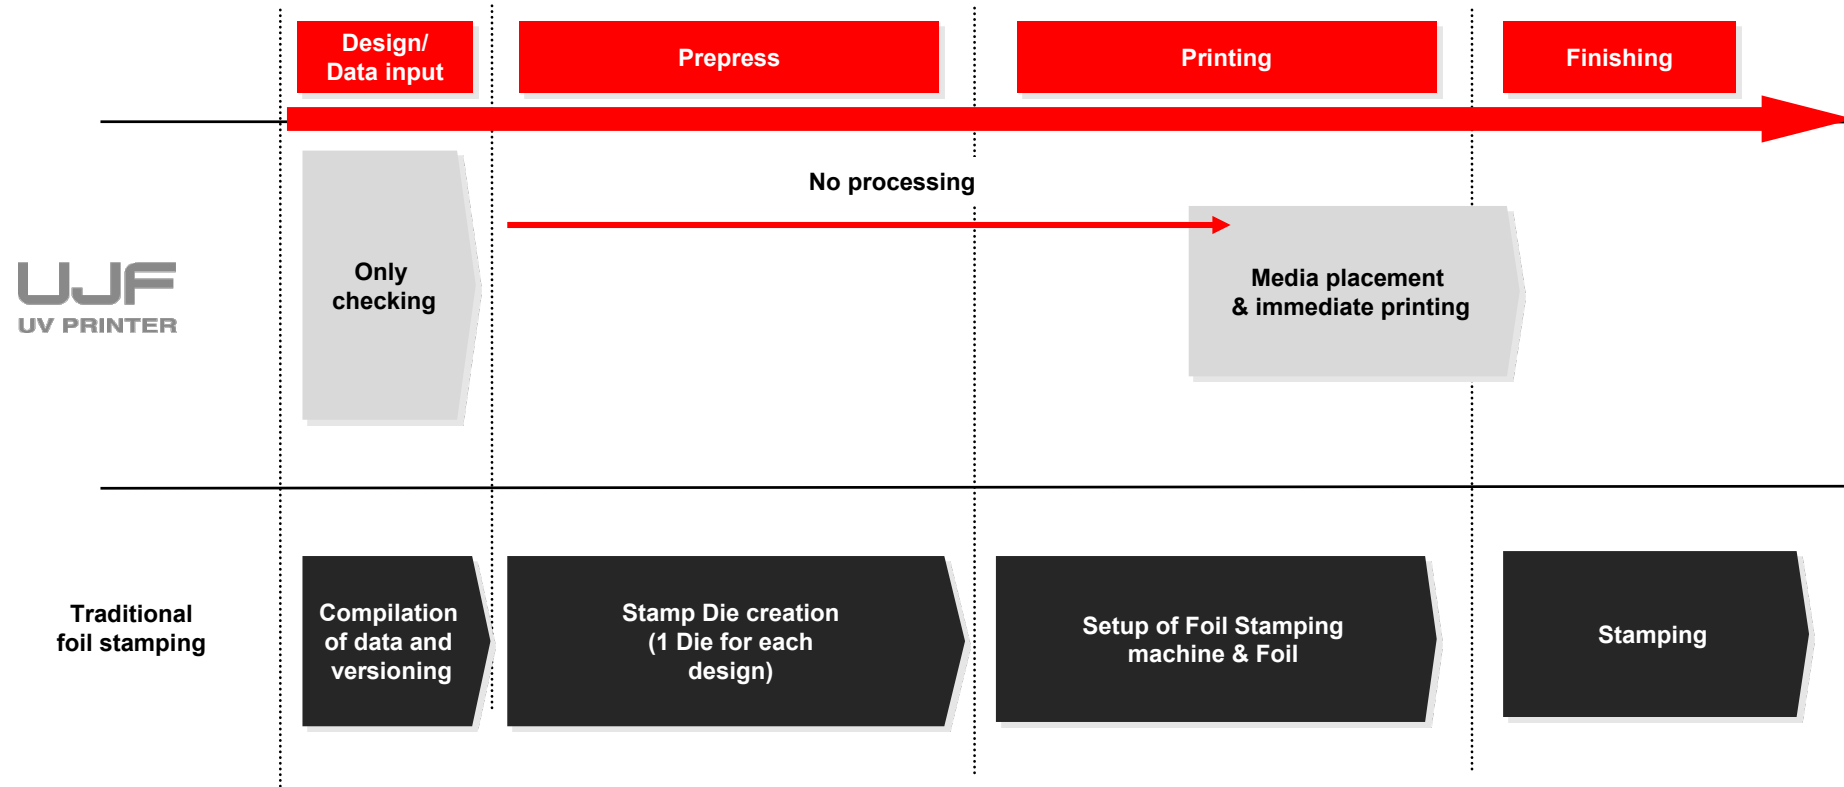 Design/
Data input
Prepress
Printing
Finishing
No processing
Only
checking
Media placement
& immediate printing
UJF
UV PRINTER
Traditional
foil stamping
Compilation
of data and
versioning
Stamp Die creation
(1 Die for each
design)
Setup of Foil Stamping
machine & Foil
Stamping